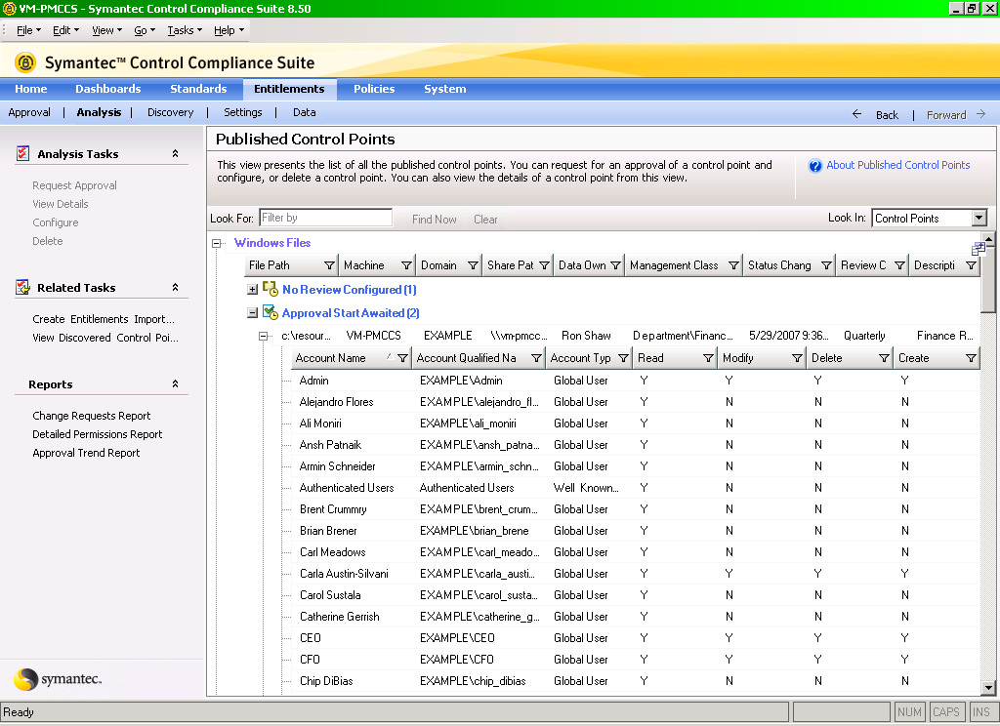 VM-PMCCS - Symantec Control Compliance Suite 8.50
File Edit View Go Tasks Help
Symantec™ Control Compliance Suite
Home Dashboards Standards Entitlements Policies System
Approval | Analysis | Discovery | Settings | Data
Back | Forward
Analysis Tasks
Request Approval
View Details
Configure
Delete
Related Tasks
Create Entitlements Import...
View Discovered Control Poi...
Reports
Change Requests Report
Detailed Permissions Report
Approval Trend Report
symantec.
Published Control Points
This view presents the list of all the published control points. You can request for an approval of a control point and
configure, or delete a control point. You can also view the details of a control point from this view.
About Published Control Points
Look For: Filter by Find Now Clear Look In: Control Points
Windows Files
File Path Machine Domain Share Pat Data Own Management Class Status Chang Review C Descripti
No Review Configured (1)
Approval Start Awaited (2)
c:\resour... VM-PMCCS EXAMPLE \\vm-pmcc... Ron Shaw Department\Financ... 5/29/2007 9:36... Quarterly Finance R...
Account Name Account Qualified Na Account Typ Read Modify Delete Create
Admin EXAMPLE\Admin Global User Y Y Y Y
Alejandro Flores EXAMPLE\alejandro_fl... Global User Y N N N
Ali Moniri EXAMPLE\ali_moniri Global User Y N N N
Ansh Patnaik EXAMPLE\ansh_patna... Global User Y N N N
Armin Schneider EXAMPLE\armin_schn... Global User Y N N N
Authenticated Users Authenticated Users Well Known... Y N N N
Brent Crummry EXAMPLE\brent_crum... Global User Y N N N
Brian Brener EXAMPLE\brian_brene Global User Y N N N
Carl Meadows EXAMPLE\carl_meado... Global User Y N N N
Carla Austin-Silvani EXAMPLE\carla_austi... Global User Y Y Y Y
Carol Sustala EXAMPLE\carol_susta... Global User Y N N N
Catherine Gerrish EXAMPLE\catherine_g... Global User Y N N N
CEO EXAMPLE\CEO Global User Y Y Y Y
CFO EXAMPLE\CFO Global User Y Y Y Y
Chip DiBias EXAMPLE\chip_dibias Global User Y N N N
Ready NUM CAPS INS